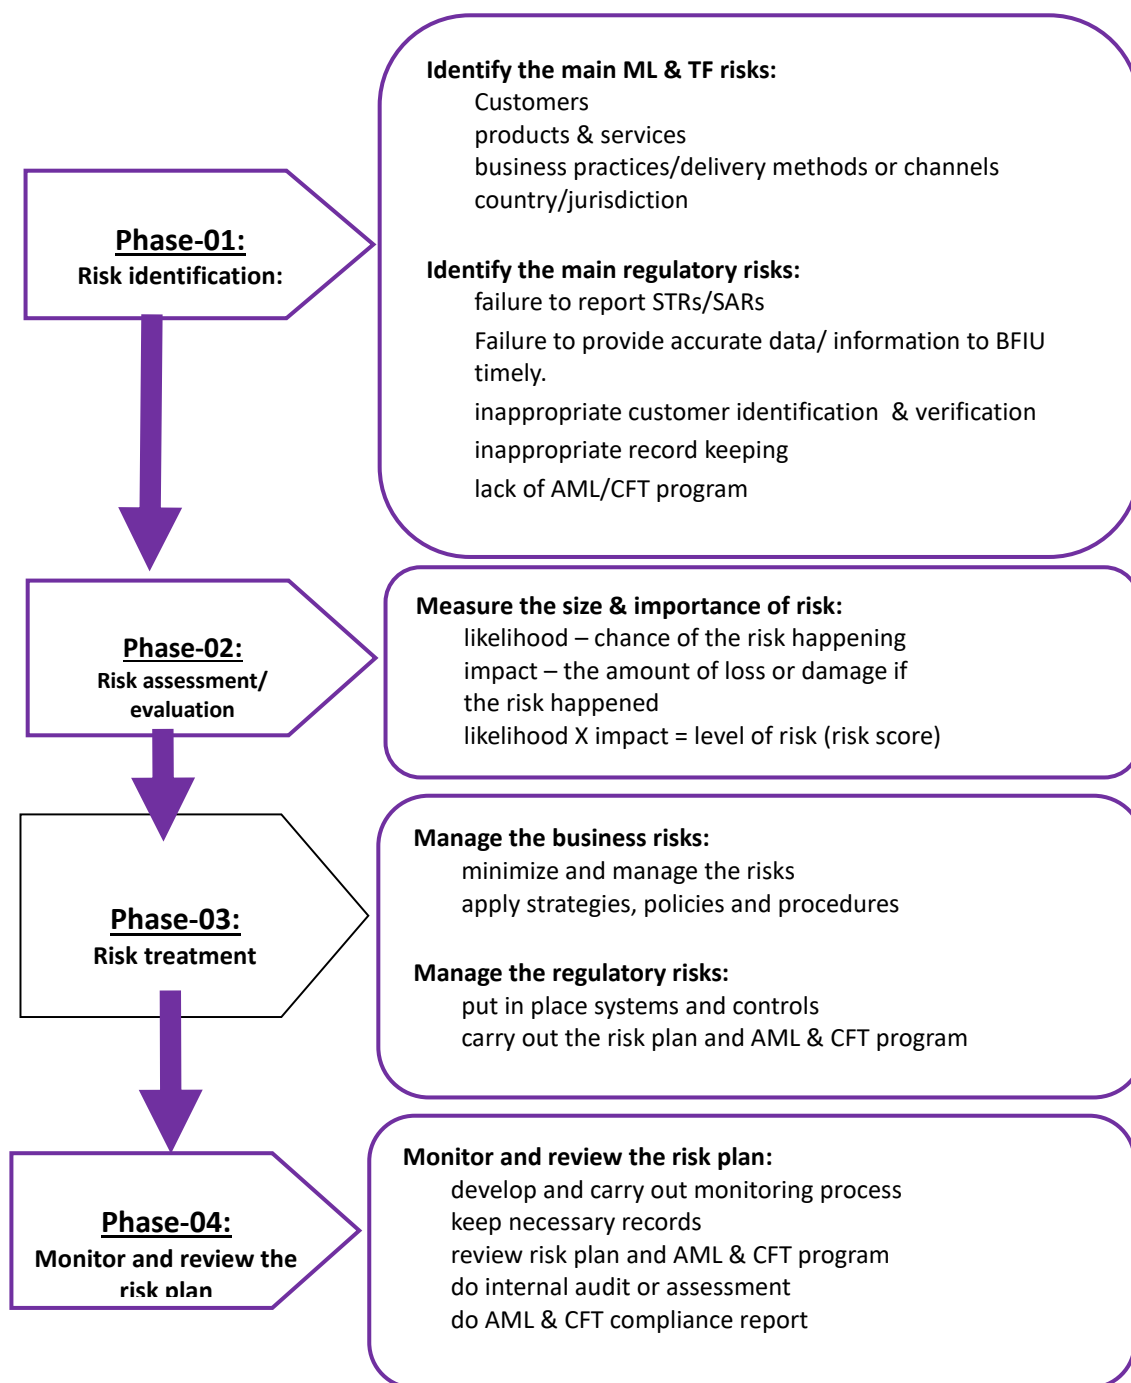 Phase-01:
Risk identification:
Identify the main ML & TF risks:
Customers
products & services
business practices/delivery methods or channels
country/jurisdiction
Identify the main regulatory risks:
failure to report STRs/SARs
Failure to provide accurate data/ information to BFIU
timely.
inappropriate customer identification & verification
inappropriate record keeping
lack of AML/CFT program
Phase-02:
Risk assessment/
evaluation
Measure the size & importance of risk:
likelihood – chance of the risk happening
impact – the amount of loss or damage if
the risk happened
likelihood X impact = level of risk (risk score)
Phase-03:
Risk treatment
Manage the business risks:
minimize and manage the risks
apply strategies, policies and procedures
Manage the regulatory risks:
put in place systems and controls
carry out the risk plan and AML & CFT program
Phase-04:
Monitor and review the
risk plan
Monitor and review the risk plan:
develop and carry out monitoring process
keep necessary records
review risk plan and AML & CFT program
do internal audit or assessment
do AML & CFT compliance report